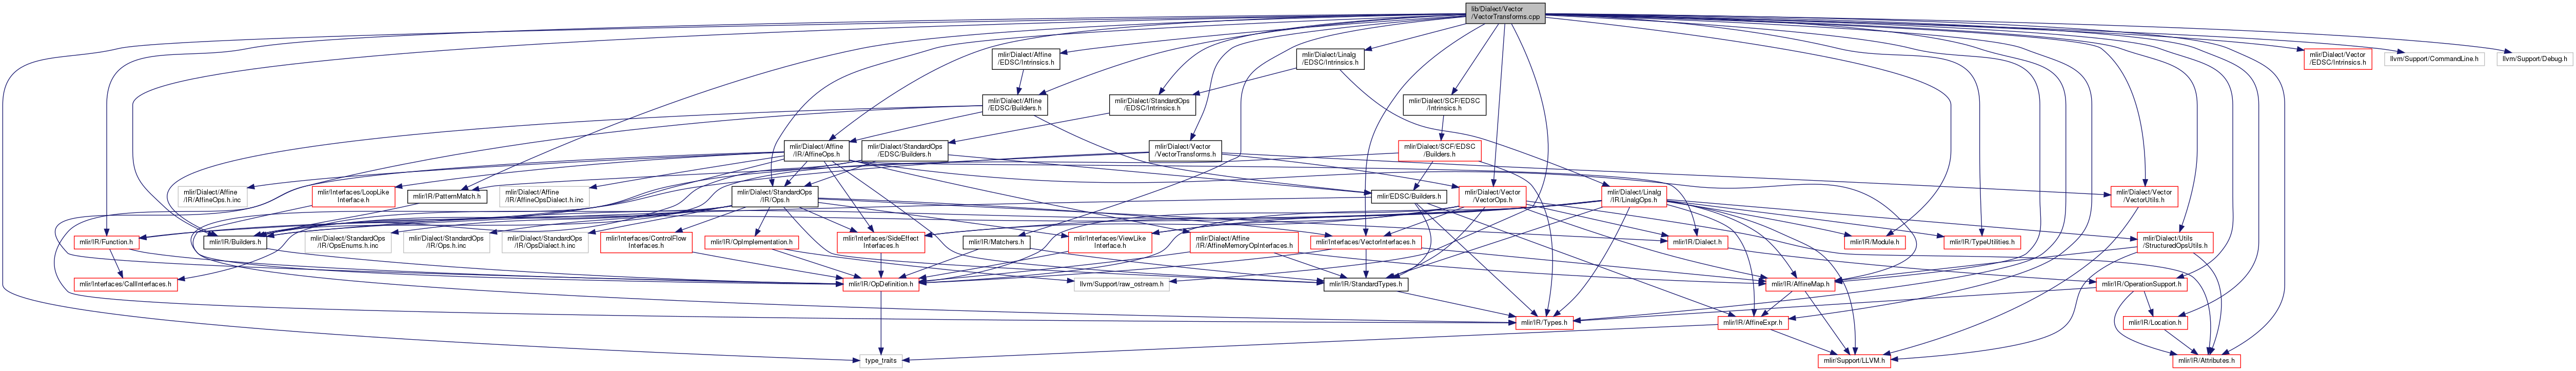 lib/Dialect/Vector
/VectorTransforms.cpp
mlir/Dialect/Affine
/EDSC/Intrinsics.h
mlir/Dialect/Linalg
/EDSC/Intrinsics.h
mlir/Dialect/Vector
/EDSC/Intrinsics.h
llvm/Support/CommandLine.h
llvm/Support/Debug.h
mlir/Dialect/Affine
/EDSC/Builders.h
mlir/Dialect/StandardOps
/EDSC/Intrinsics.h
mlir/Dialect/SCF/EDSC
/Intrinsics.h
mlir/Dialect/Affine
/IR/AffineOps.h
mlir/Dialect/StandardOps
/EDSC/Builders.h
mlir/Dialect/Vector
/VectorTransforms.h
mlir/Dialect/SCF/EDSC
/Builders.h
mlir/Dialect/Affine
/IR/AffineOps.h.inc
mlir/Interfaces/LoopLike
Interface.h
mlir/IR/PatternMatch.h
mlir/Dialect/Affine
/IR/AffineOpsDialect.h.inc
mlir/Dialect/StandardOps
/IR/Ops.h
mlir/EDSC/Builders.h
mlir/Dialect/Vector
/VectorOps.h
mlir/Dialect/Linalg
/IR/LinalgOps.h
mlir/Dialect/Vector
/VectorUtils.h
mlir/IR/Function.h
mlir/IR/Builders.h
mlir/Dialect/StandardOps
/IR/OpsEnums.h.inc
mlir/Dialect/StandardOps
/IR/Ops.h.inc
mlir/Dialect/StandardOps
/IR/OpsDialect.h.inc
mlir/Interfaces/ControlFlow
Interfaces.h
mlir/IR/OpImplementation.h
mlir/Interfaces/SideEffect
Interfaces.h
mlir/IR/Matchers.h
mlir/Interfaces/ViewLike
Interface.h
mlir/Dialect/Affine
/IR/AffineMemoryOpInterfaces.h
mlir/Interfaces/VectorInterfaces.h
mlir/IR/Dialect.h
mlir/IR/Module.h
mlir/IR/TypeUtilities.h
mlir/Dialect/Utils
/StructuredOpsUtils.h
mlir/Interfaces/CallInterfaces.h
mlir/IR/OpDefinition.h
llvm/Support/raw_ostream.h
mlir/IR/StandardTypes.h
mlir/IR/AffineMap.h
mlir/IR/OperationSupport.h
mlir/IR/Types.h
mlir/IR/AffineExpr.h
mlir/IR/Location.h
type_traits
mlir/Support/LLVM.h
mlir/IR/Attributes.h